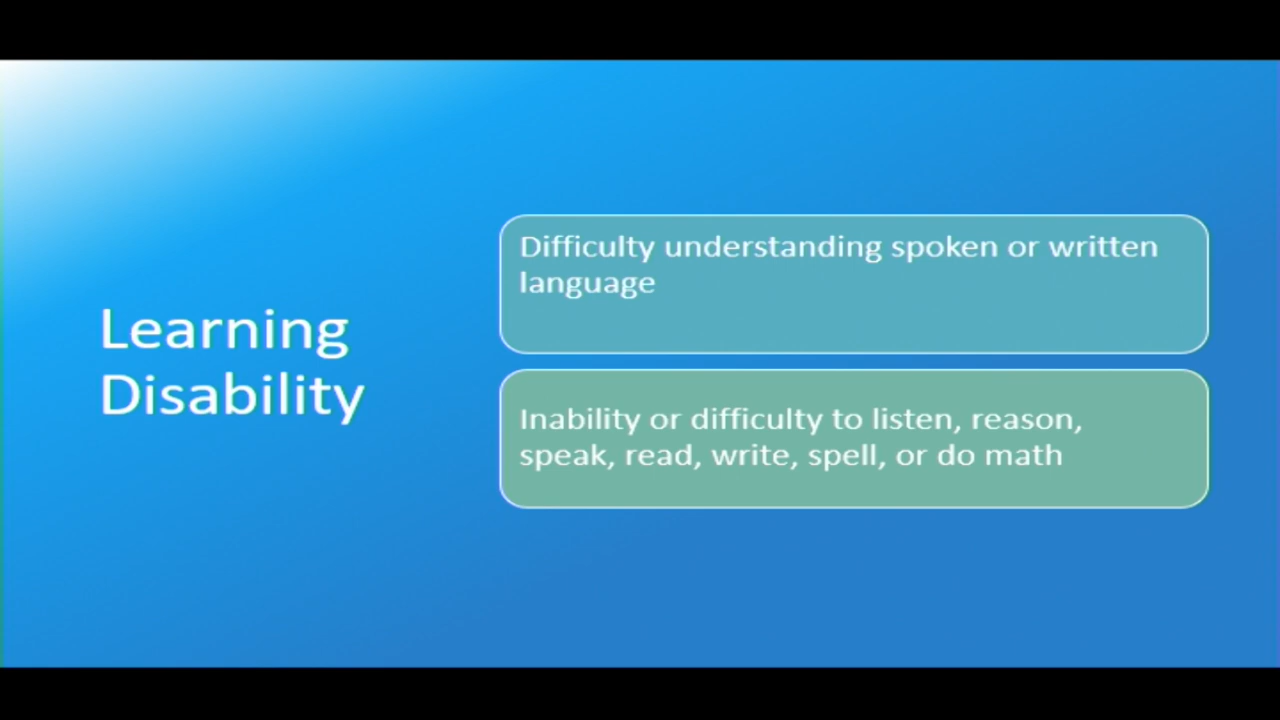 Learning
Disability
Difficulty understanding spoken or written
language
Inability or difficulty to listen, reason,
speak, read, write, spell, or do math